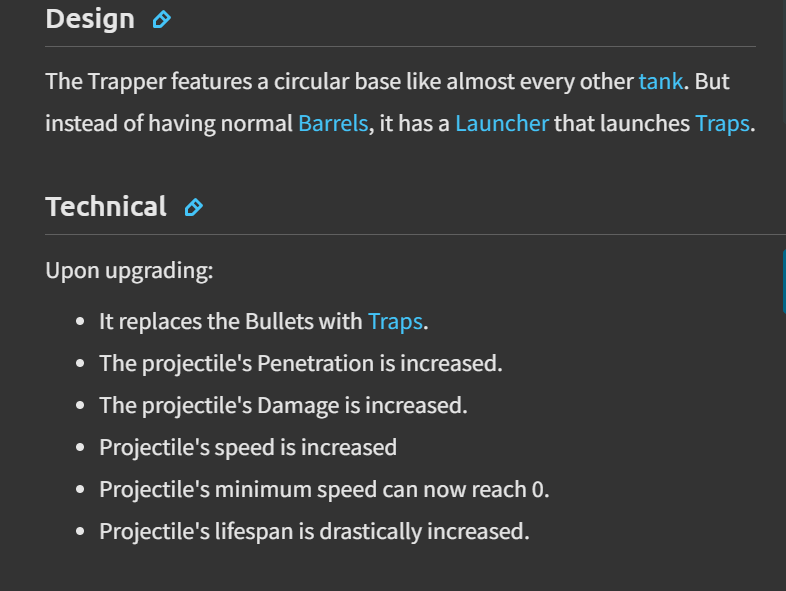 Design
The Trapper features a circular base like almost every other tank. But
instead of having normal Barrels, it has a Launcher that launches Traps.
Technical
Upon upgrading:
• It replaces the Bullets with Traps.
• The projectile's Penetration is increased.
• The projectile's Damage is increased.
• Projectile's speed is increased
• Projectile's minimum speed can now reach 0.
• Projectile's lifespan is drastically increased.